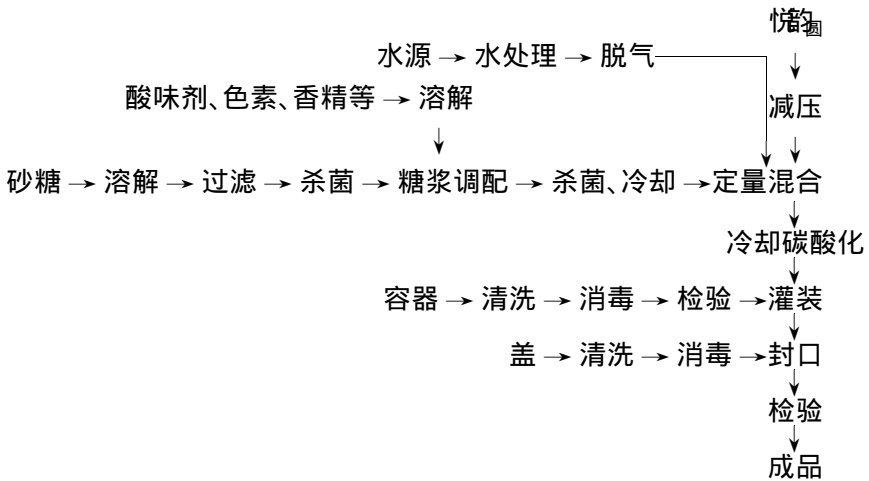 水源 → 水处理 → 脱气
减压
酸味剂、色素、香精等 → 溶解
砂糖 → 溶解 → 过滤 → 杀菌 → 糖浆调配 → 杀菌、冷却 → 定量混合
冷却碳酸化
容器 → 清洗 → 消毒 → 检验 → 灌装
盖 → 清洗 → 消毒 → 封口
检验
成品